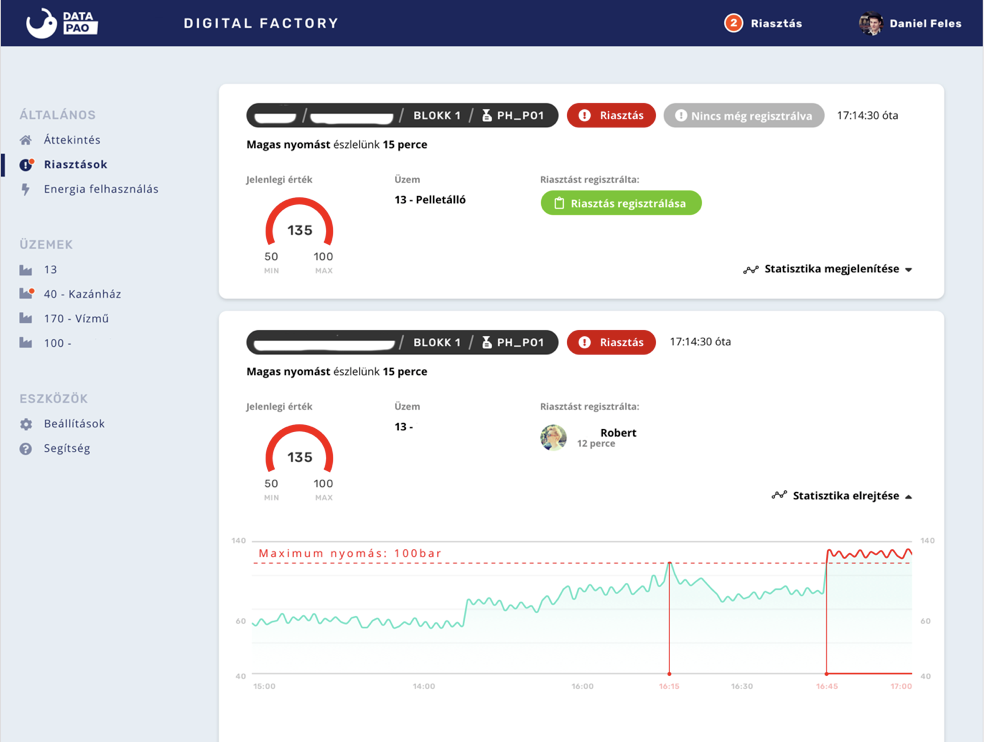 DATA
PAO
DIGITAL FACTORY
2 Riasztás
Daniel Feles
ÁLTALÁNOS
Áttekintés
Riasztások
Energia felhasználás
ÜZEMEK
13
40 - Kazánház
170 - Vízmű
100 -
ESZKÖZÖK
Beállítások
Segítség
/ / BLOKK 1 / PH_P01
Riasztás
Nincs még regisztrálva
17:14:30 óta
Magas nyomást észlelünk 15 perce
Jelenlegi érték
Üzem
Riasztást regisztrálta:
13 - Pelletálló
Riasztás regisztrálása
135
50 100
MIN MAX
Statisztika megjelenítése
/ BLOKK 1 / PH_P01
Riasztás
17:14:30 óta
Magas nyomást észlelünk 15 perce
Jelenlegi érték
Üzem
Riasztást regisztrálta:
13 -
Robert
12 perce
135
50 100
MIN MAX
Statisztika elrejtése
140 140
Maximum nyomás: 100bar
60 60
40 40
15:00 14:00 16:00 16:15 16:30 16:45 17:00